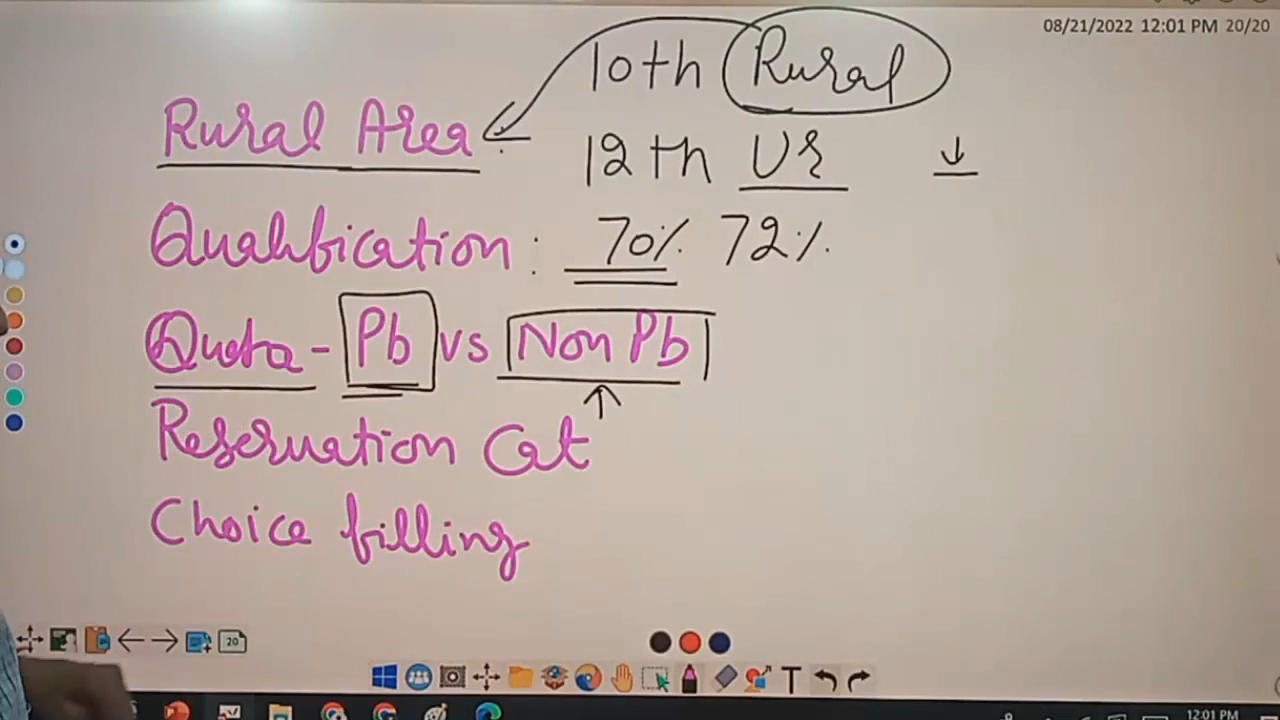 08/21/2022 12:01 PM 20/20
10th Rural
Rural Area
12th Ur
Qualification : 70% 72%
Quota - Pb vs Non Pb
Reservation Cat
Choice filling
20
T
12:01 PM